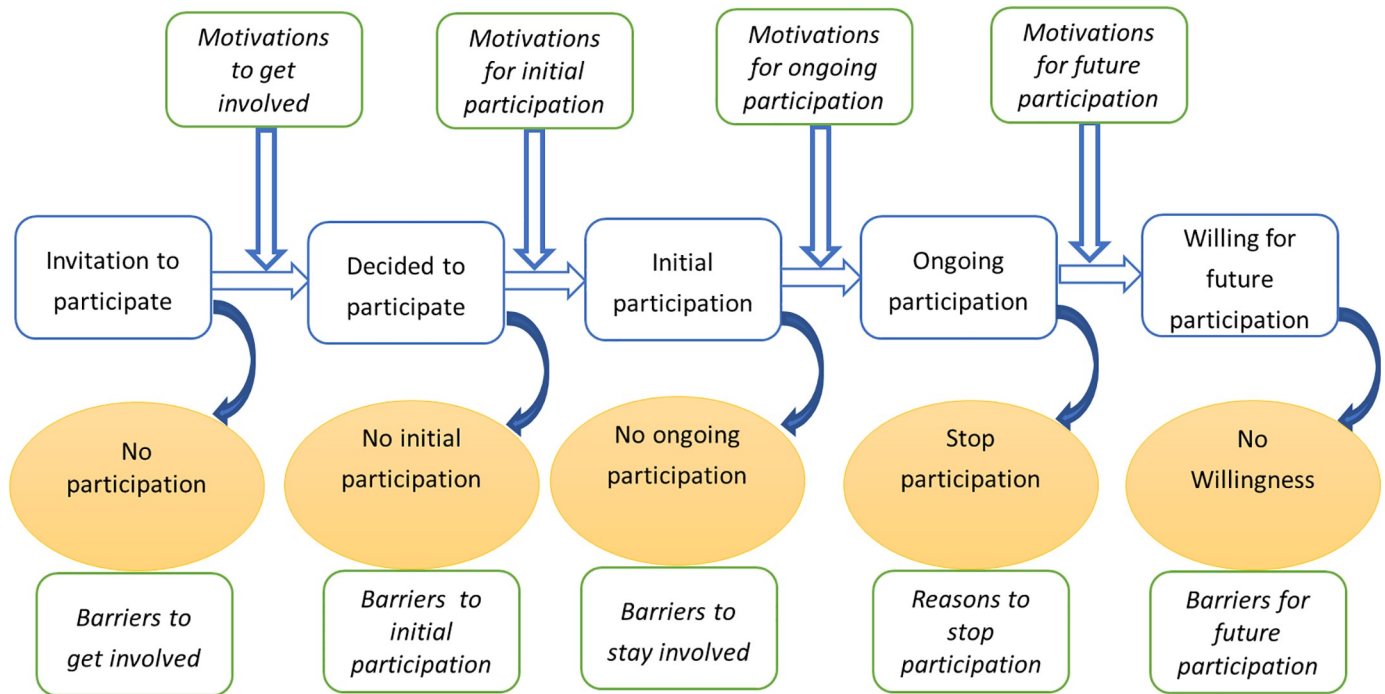 Motivations
to get
involved
Motivations
for initial
participation
Motivations
for ongoing
participation
Motivations
for future
participation
Invitation to
participate
Decided to
participate
Initial
participation
Ongoing
participation
Willing for
future
participation
No
participation
No initial
participation
No ongoing
participation
Stop
participation
No
Willingness
Barriers to
get involved
Barriers to
initial
participation
Barriers to
stay involved
Reasons to
stop
participation
Barriers for
future
participation